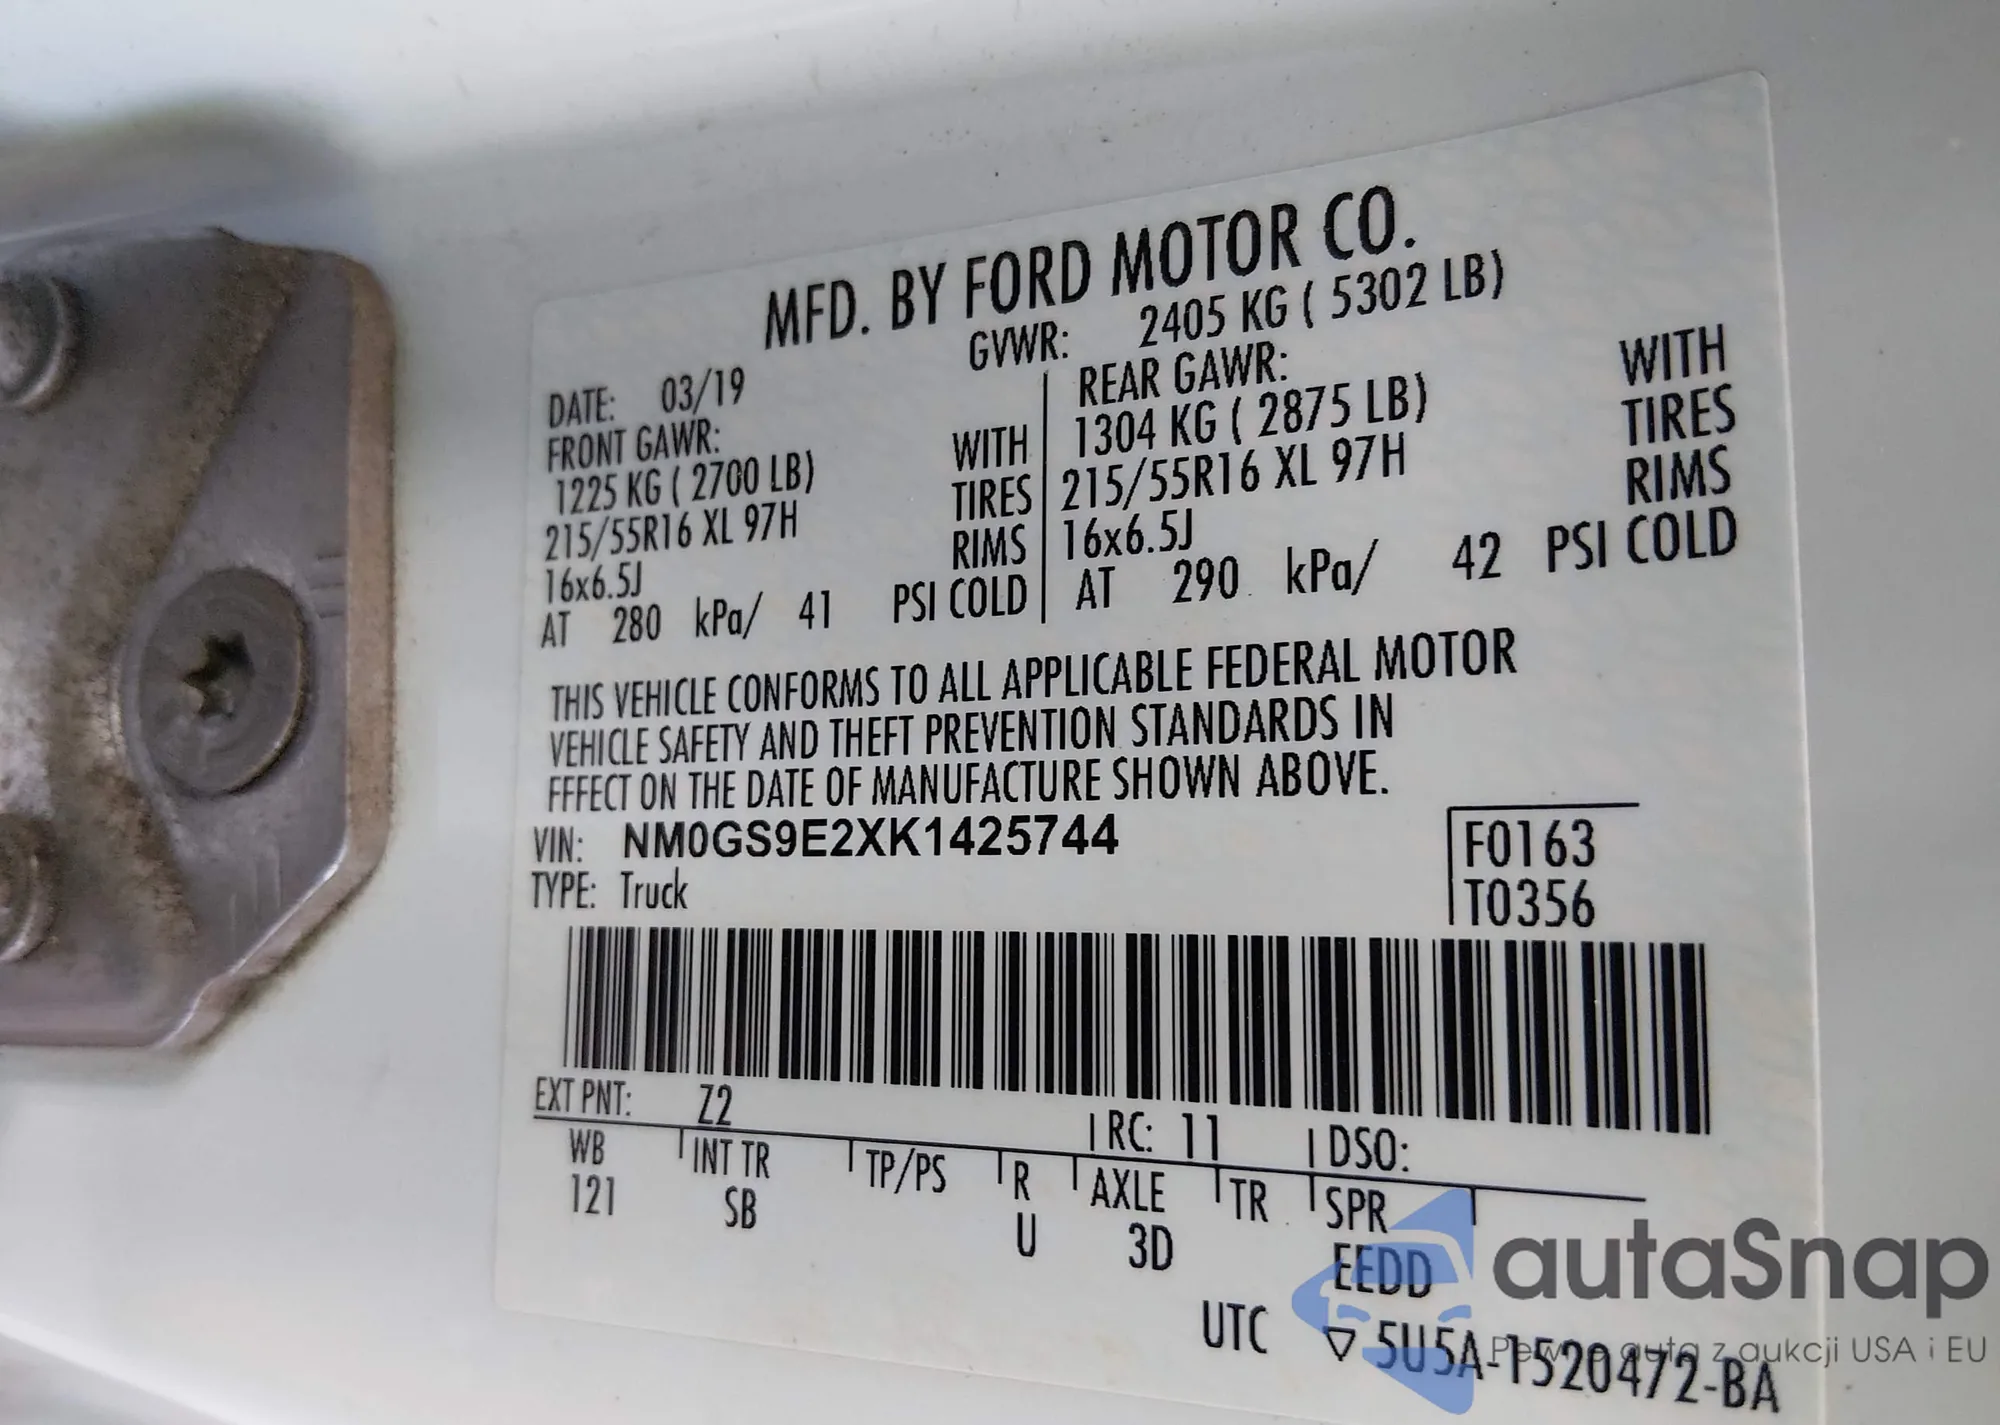 MFD. BY FORD MOTOR CO.
DATE: 03/19 GVWR: 2405 KG ( 5302 LB)
FRONT GAWR: WITH REAR GAWR: WITH
1225 KG ( 2700 LB) TIRES 1304 KG ( 2875 LB) TIRES
215/55R16 XL 97H RIMS 215/55R16 XL 97H RIMS
16x6.5J 16x6.5J
AT 280 kPa/ 41 PSI COLD AT 290 kPa/ 42 PSI COLD
THIS VEHICLE CONFORMS TO ALL APPLICABLE FEDERAL MOTOR
VEHICLE SAFETY AND THEFT PREVENTION STANDARDS IN
EFFECT ON THE DATE OF MANUFACTURE SHOWN ABOVE.
VIN: NM0GS9E2XK1425744 F0163
TYPE: Truck T0356
EXT PNT: Z2 RC: 11 DSO:
WB INT TR TP/PS R AXLE TR SPR
121 SB U 3D EEDD
UTC ▽ 5U5A-1520472-BA
autaSnap
Pewne auta z aukcji USA i EU